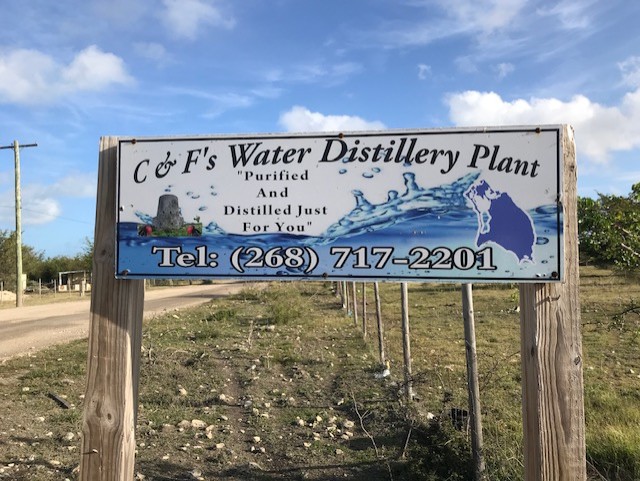 C & F's Water Distillery Plant
"Purified
And
Distilled Just
For You"
Tel: (268) 717-2201